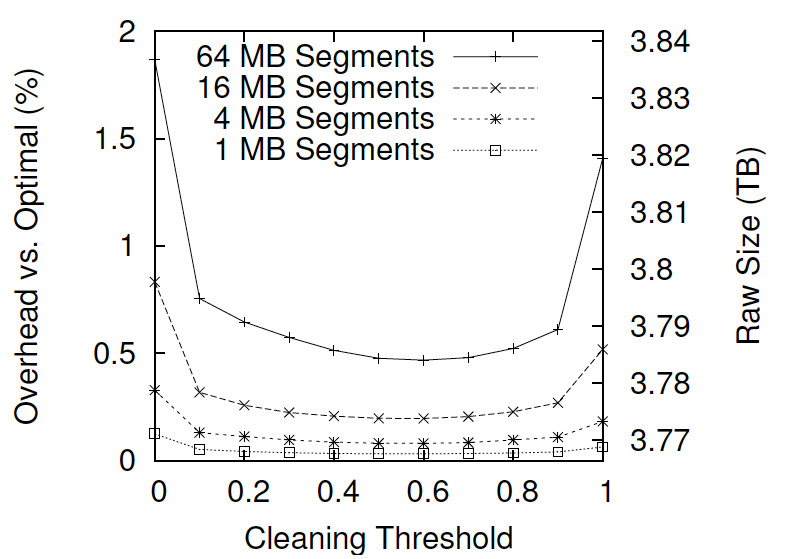 2
1.5
1
0.5
0
Overhead vs. Optimal (%)
64 MB Segments
16 MB Segments
4 MB Segments
1 MB Segments
3.84
3.83
3.82
3.81
3.8
3.79
3.78
3.77
Raw Size (TB)
0 0.2 0.4 0.6 0.8 1
Cleaning Threshold